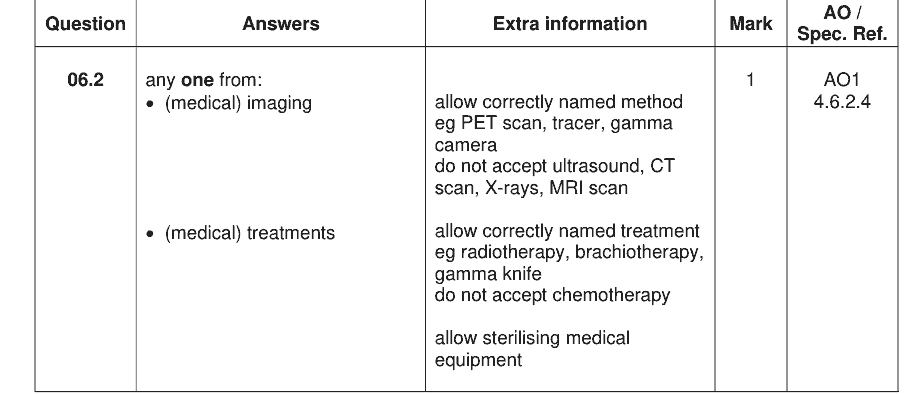 Question Answers Extra information Mark AO /
Spec. Ref.
06.2 any one from: 1 AO1
• (medical) imaging allow correctly named method 4.6.2.4
eg PET scan, tracer, gamma
camera
do not accept ultrasound, CT
scan, X-rays, MRI scan
• (medical) treatments allow correctly named treatment
eg radiotherapy, brachiotherapy,
gamma knife
do not accept chemotherapy
allow sterilising medical
equipment